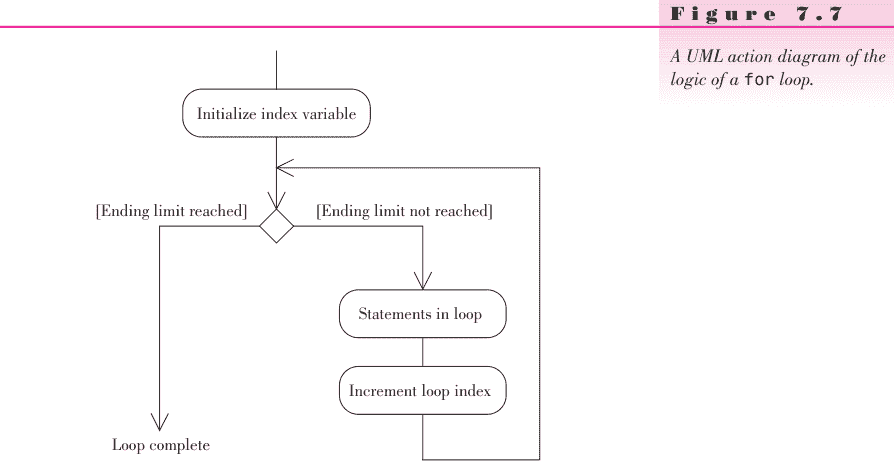 Figure 7.7
A UML action diagram of the
logic of a for loop.
Initialize index variable
[Ending limit reached]
[Ending limit not reached]
Statements in loop
Increment loop index
Loop complete